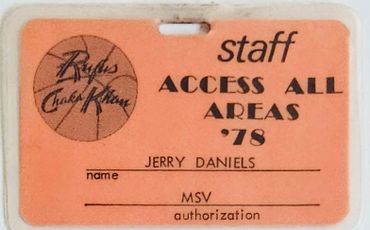 Rufus
Chaka Khan
staff
ACCESS ALL
AREAS
'78
JERRY DANIELS
name
MSV
authorization